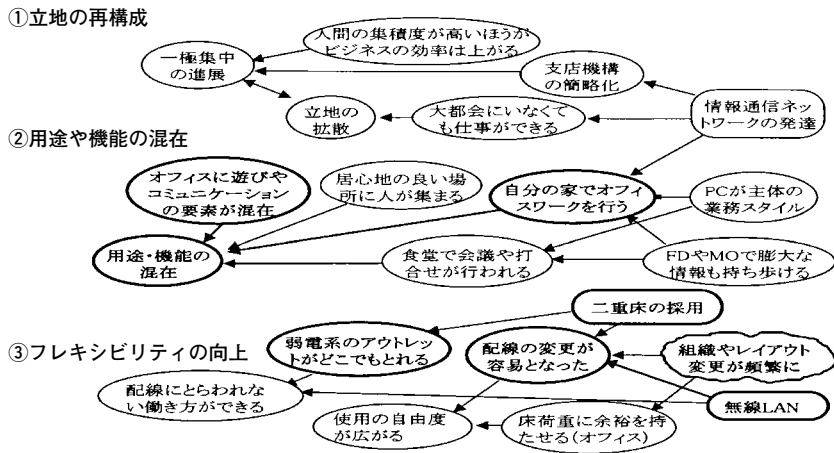 ①立地の再構成
人間の集積度が高いほうが
ビジネスの効率は上がる
一極集中
の進展
支店機構
の簡略化
立地の
拡散
大都会にいなくて
も仕事ができる
情報通信ネッ
トワークの発達
②用途や機能の混在
オフィスに遊びや
コミュニケーション
の要素が混在
居心地の良い場
所に人が集まる
自分の家でオフィ
スワークを行う
PCが主体の
業務スタイル
用途・機能の
混在
食堂で会議や打
合せが行われる
FDやMOで膨大な
情報も持ち歩ける
二重床の採用
③フレキシビリティの向上
弱電系のアウトレッ
トがどこでもとれる
配線の変更が
容易となった
組織やレイアウト
変更が頻繁に
配線にとらわれな
い働き方ができる
無線LAN
使用の自由度
が広がる
床荷重に余裕を持
たせる(オフィス)